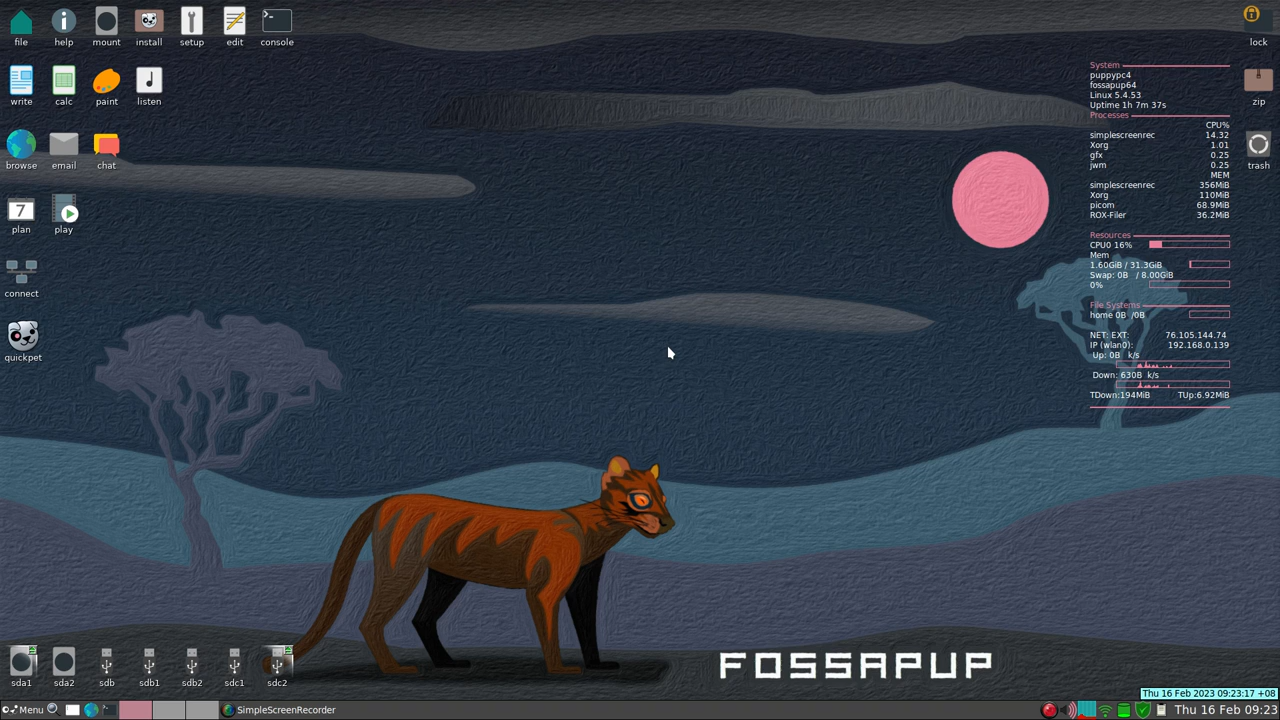 file help mount install setup edit console lock
write calc paint listen zip
browse email chat trash
plan play
7
connect
quickpet
System
puppypc4
fossapup64
Linux 5.4.53
Uptime 1h 7m 37s
Processes
CPU%
simplescreenrec 14.32
Xorg 1.01
gfx 0.25
jwm 0.25
MEM
simplescreenrec 356MiB
Xorg 110MiB
picom 68.9MiB
ROX-Filer 36.2MiB
Resources
CPU0 16%
Mem
1.60GiB / 31.3GiB
Swap: 0B / 8.00GiB
0%
File Systems
home 0B /0B
NET: EXT: 76.105.144.74
IP (wlan0): 192.168.0.139
Up: 0B k/s
Down: 630B k/s
TDown:194MiB TUp:6.92MiB
FOSSAPUP
sda1 sda2 sdb sdb1 sdb2 sdc1 sdc2
Thu 16 Feb 2023 09:23:17 +08
Menu SimpleScreenRecorder Thu 16 Feb 09:23